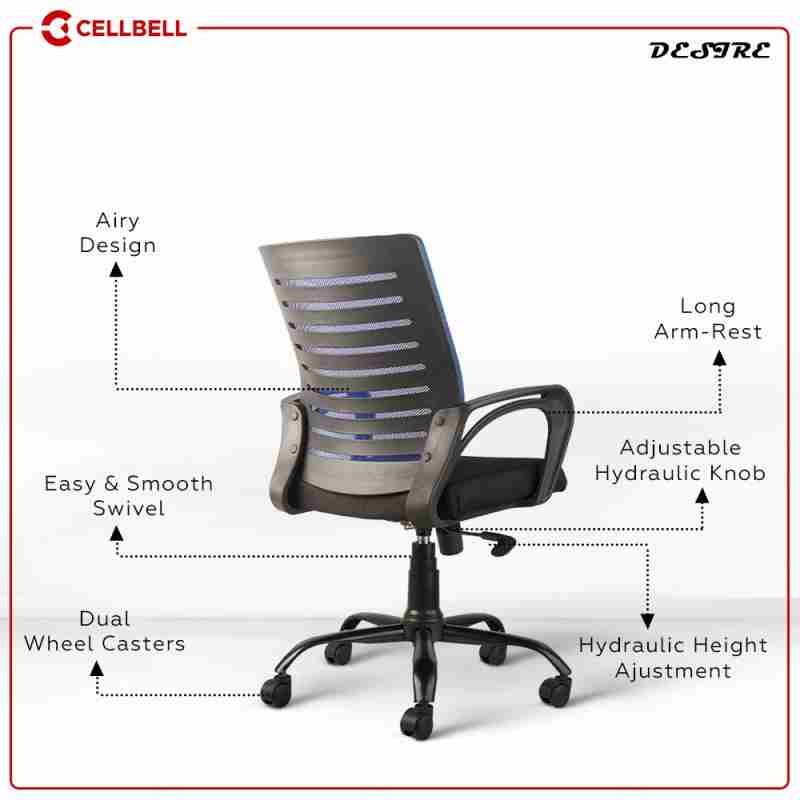 CELLBELL
DESIRE
Airy
Design
Long
Arm-Rest
Adjustable
Hydraulic Knob
Easy & Smooth
Swivel
Dual
Wheel Casters
Hydraulic Height
Ajustment